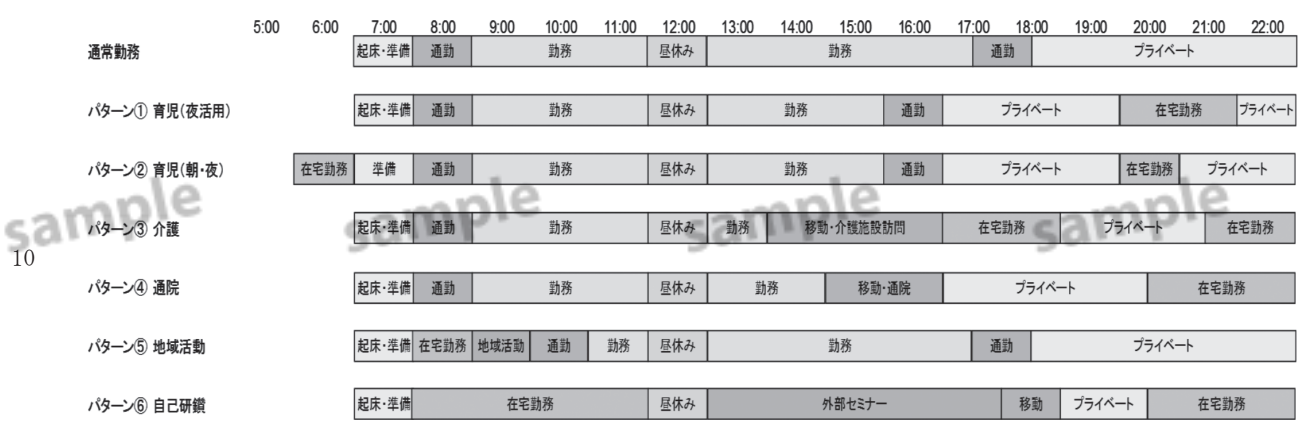 5:00 6:00 7:00 8:00 9:00 10:00 11:00 12:00 13:00 14:00 15:00 16:00 17:00 18:00 19:00 20:00 21:00 22:00
通常勤務 起床・準備 通勤 勤務 昼休み 勤務 通勤 プライベート
パターン① 育児(夜活用) 起床・準備 通勤 勤務 昼休み 勤務 通勤 プライベート 在宅勤務 プライベート
パターン② 育児(朝・夜) 在宅勤務 準備 通勤 勤務 昼休み 勤務 通勤 プライベート 在宅勤務 プライベート
sample sample sample sample
パターン③ 介護 起床・準備 通勤 勤務 昼休み 勤務 移動・介護施設訪問 在宅勤務 プライベート 在宅勤務
10
パターン④ 通院 起床・準備 通勤 勤務 昼休み 勤務 移動・通院 プライベート 在宅勤務
パターン⑤ 地域活動 起床・準備 在宅勤務 地域活動 通勤 勤務 昼休み 勤務 通勤 プライベート
パターン⑥ 自己研鑽 起床・準備 在宅勤務 昼休み 外部セミナー 移動 プライベート 在宅勤務